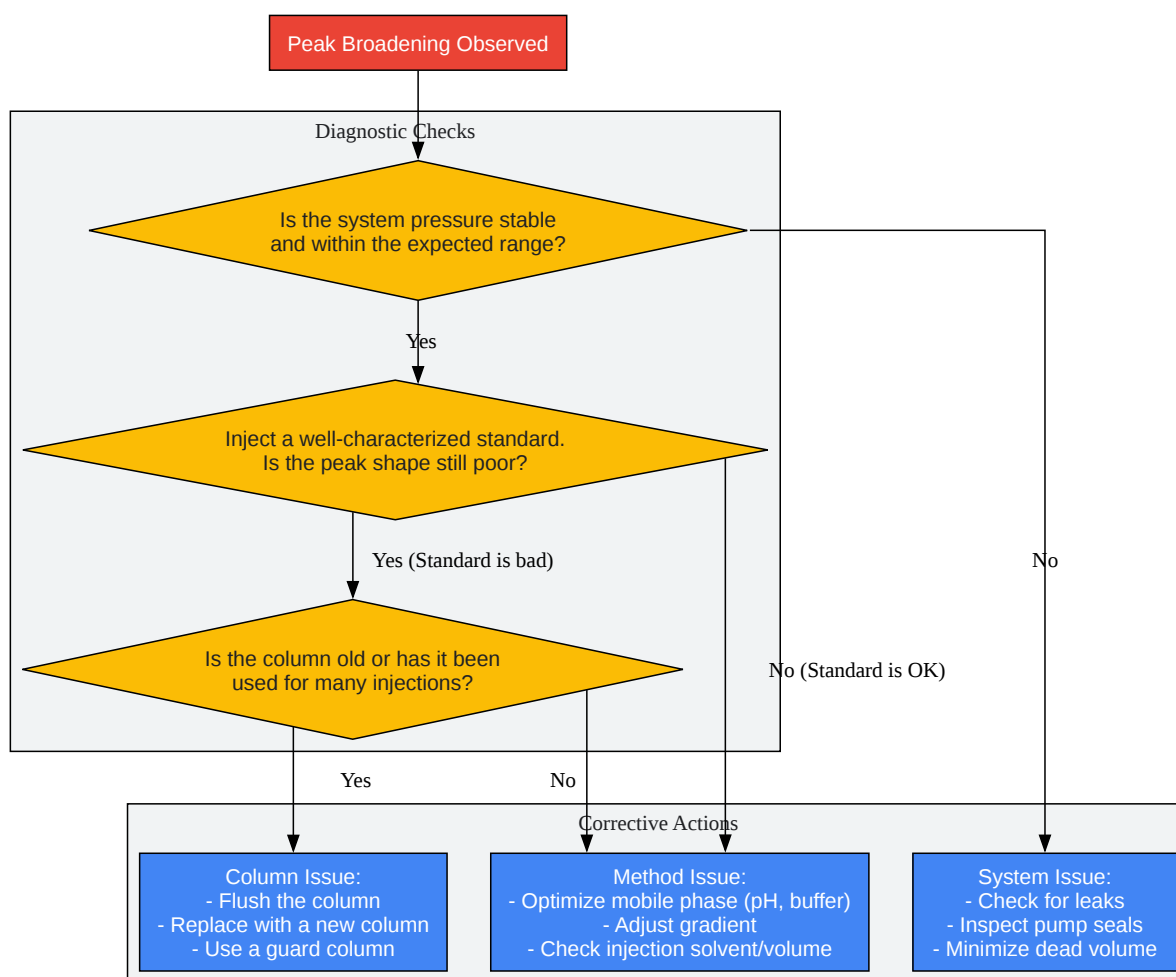 Peak Broadening Observed
Diagnostic Checks
Is the system pressure stable
and within the expected range?
Yes
Inject a well-characterized standard.
Is the peak shape still poor?
Yes (Standard is bad)
No
Is the column old or has it been
used for many injections?
No (Standard is OK)
Yes
No
Corrective Actions
Column Issue:
- Flush the column
- Replace with a new column
- Use a guard column
Method Issue:
- Optimize mobile phase (pH, buffer)
- Adjust gradient
- Check injection solvent/volume
System Issue:
- Check for leaks
- Inspect pump seals
- Minimize dead volume